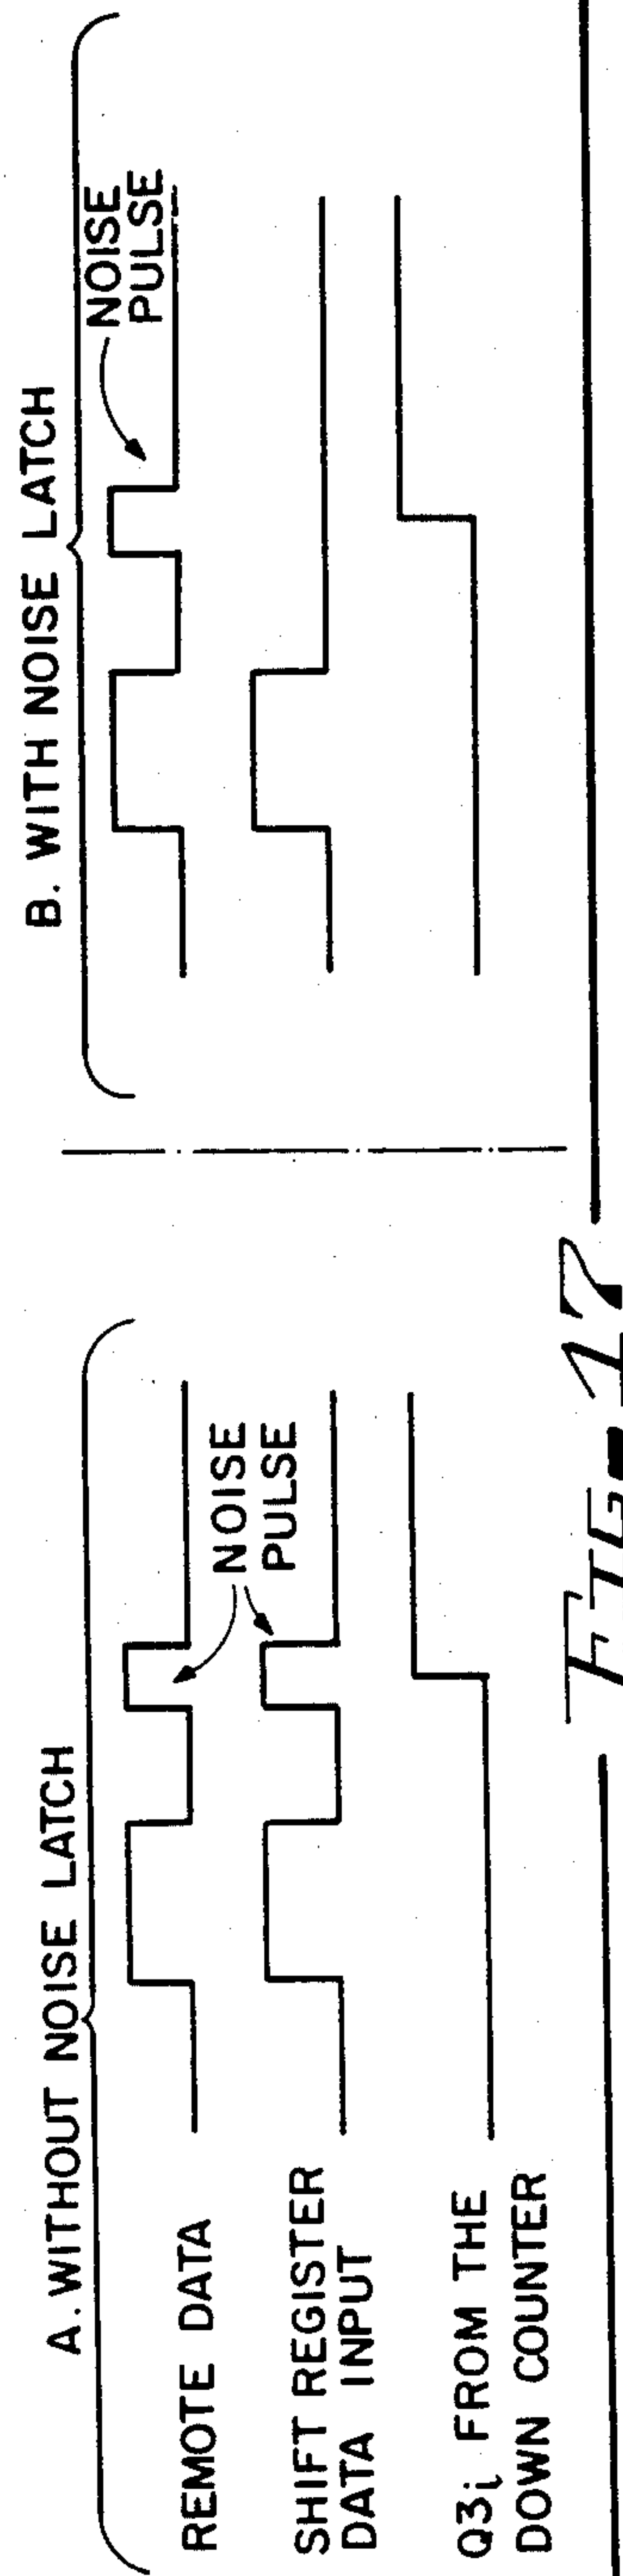 A. WITHOUT NOISE LATCH
REMOTE DATA
NOISE
PULSE
SHIFT REGISTER
DATA INPUT
Q3i FROM THE
DOWN COUNTER
B. WITH NOISE LATCH
NOISE
PULSE
FIG-17